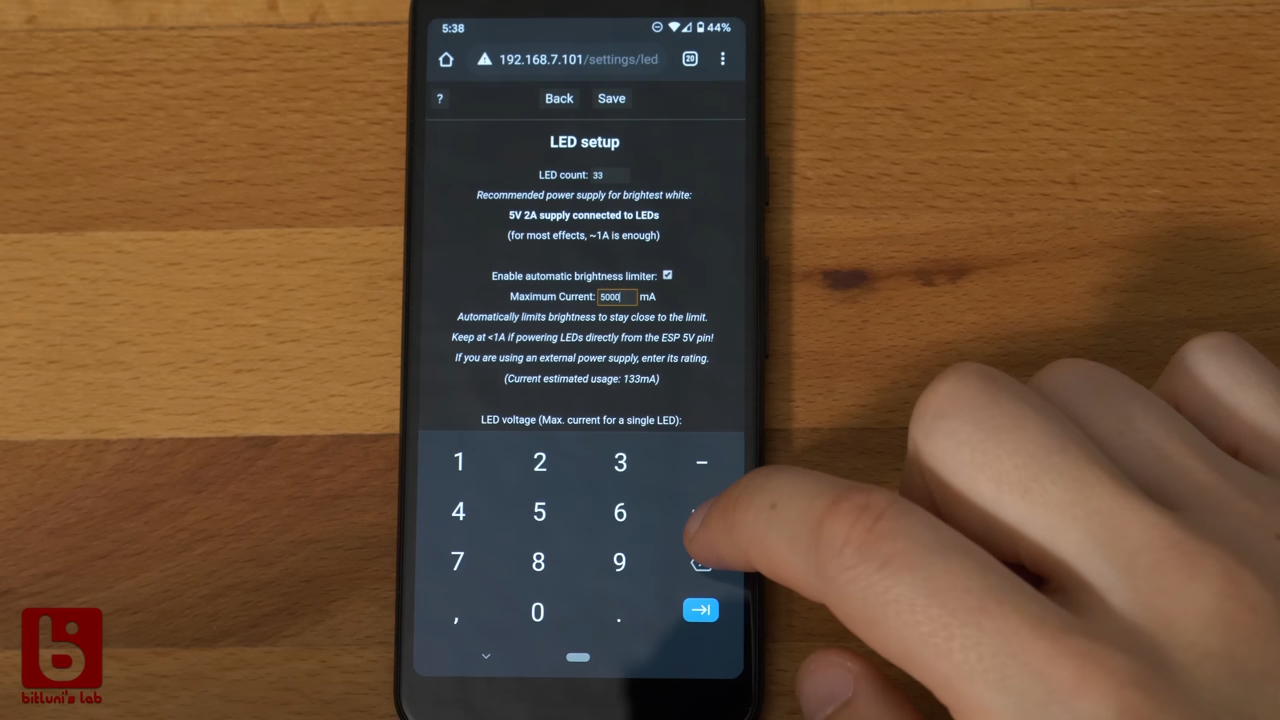 5:38
44%
192.168.7.101/settings/led
20
?
Back
Save
LED setup
LED count: 33
Recommended power supply for brightest white:
5V 2A supply connected to LEDs
(for most effects, ~1A is enough)
Enable automatic brightness limiter:
Maximum Current: 5000 mA
Automatically limits brightness to stay close to the limit.
Keep at <1A if powering LEDs directly from the ESP 5V pin!
If you are using an external power supply, enter its rating.
(Current estimated usage: 133mA)
LED voltage (Max. current for a single LED):
1 2 3 −
4 5 6
7 8 9
, 0 .
bitluni's lab